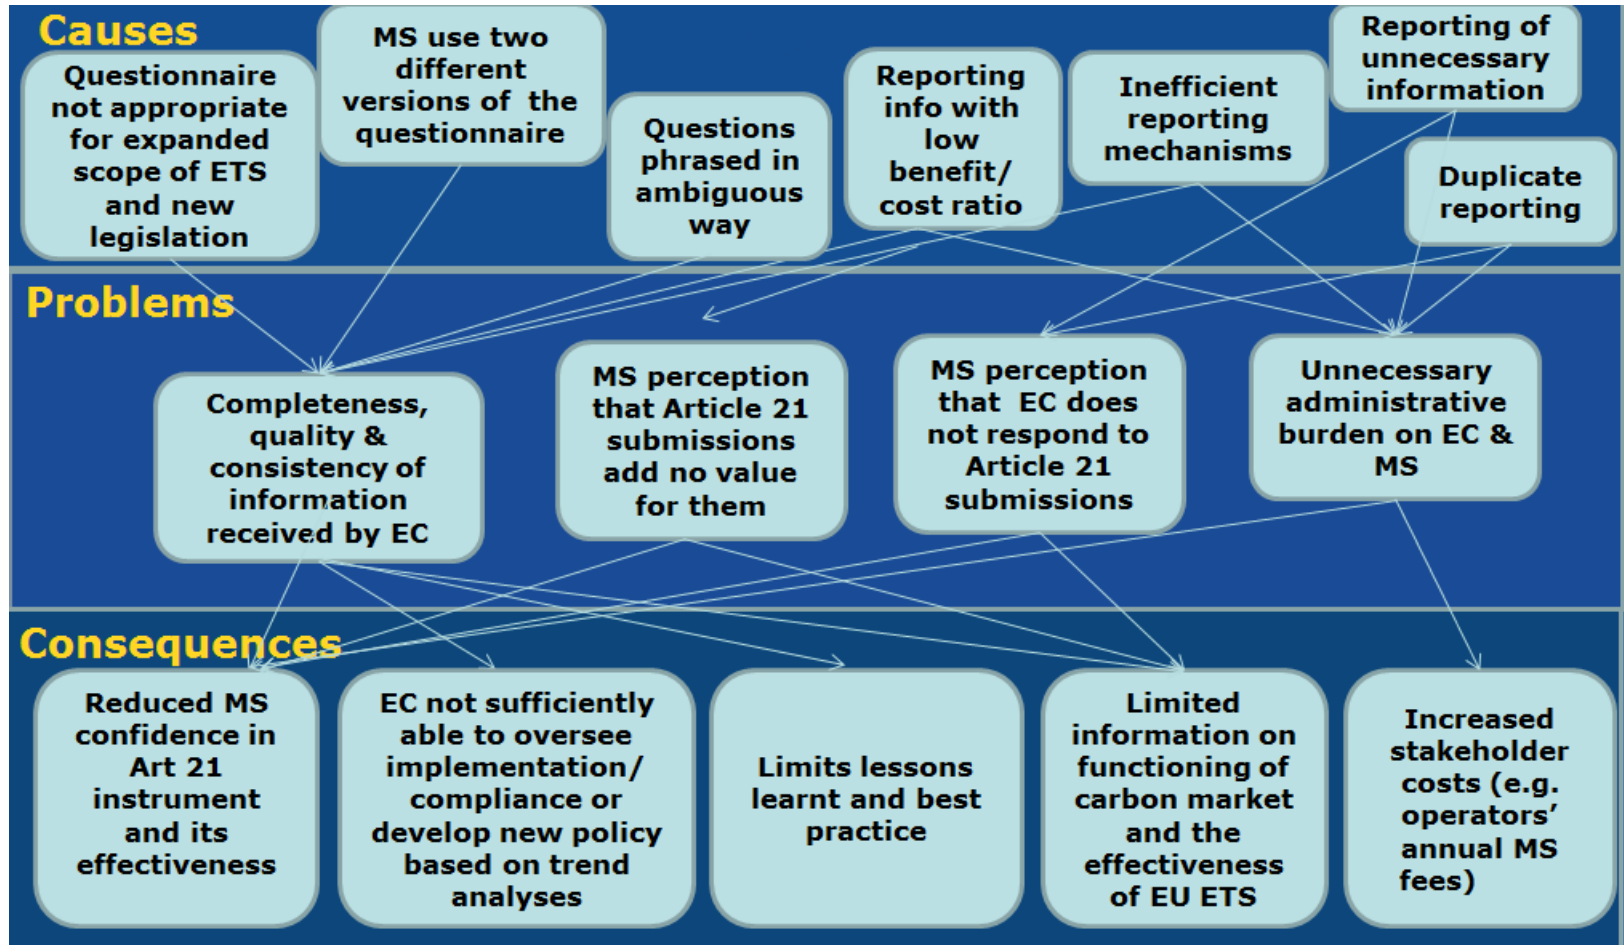 Causes
Questionnaire
not appropriate
for expanded
scope of ETS
and new
legislation
MS use two
different
versions of the
questionnaire
Questions
phrased in
ambiguous
way
Reporting
info with
low
benefit/
cost ratio
Inefficient
reporting
mechanisms
Reporting of
unnecessary
information
Duplicate
reporting
Problems
Completeness,
quality &
consistency of
information
received by EC
MS perception
that Article 21
submissions
add no value
for them
MS perception
that EC does
not respond to
Article 21
submissions
Unnecessary
administrative
burden on EC &
MS
Consequences
Reduced MS
confidence in
Art 21
instrument
and its
effectiveness
EC not sufficiently
able to oversee
implementation/
compliance or
develop new policy
based on trend
analyses
Limits lessons
learnt and best
practice
Limited
information on
functioning of
carbon market
and the
effectiveness
of EU ETS
Increased
stakeholder
costs (e.g.
operators’
annual MS
fees)